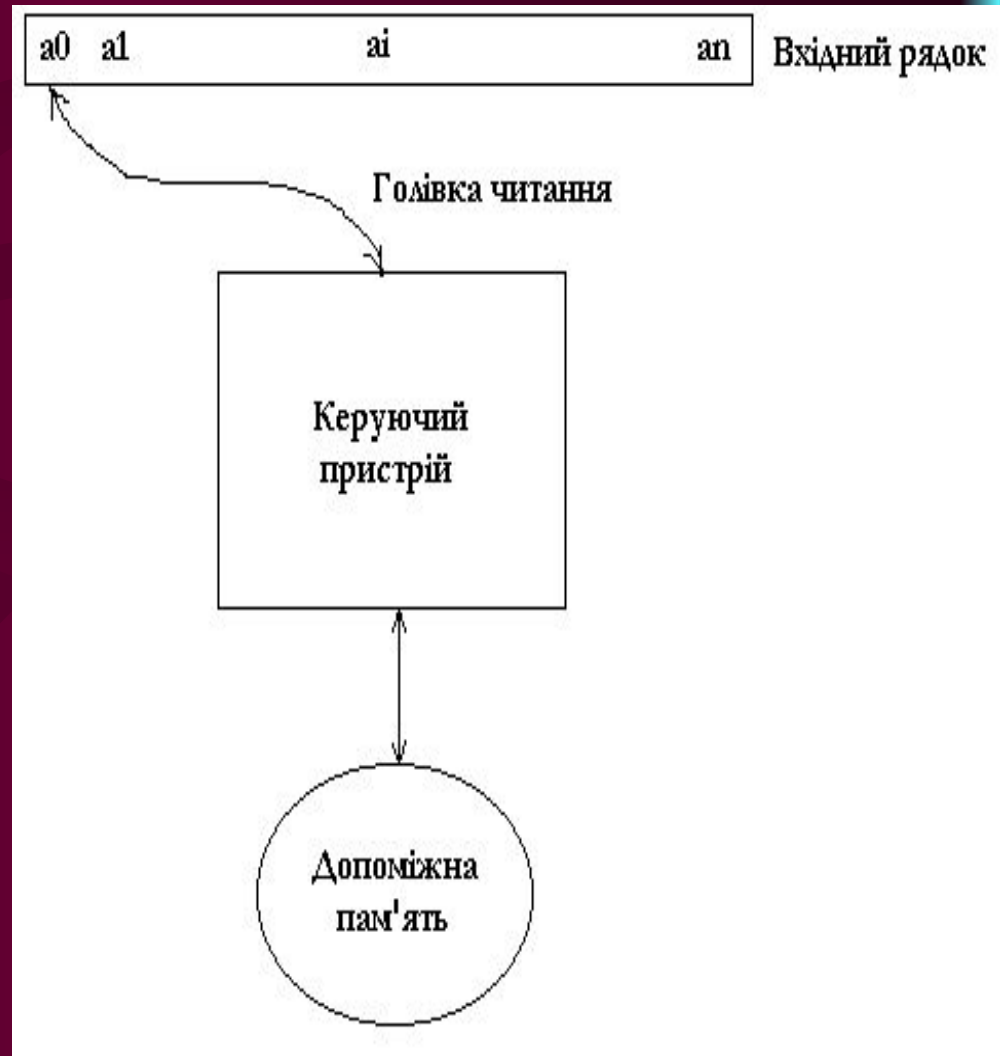 a0 a1 ai an Вхідний рядок
Голівка читання
Керуючий
пристрій
Допоміжна
пам'ять